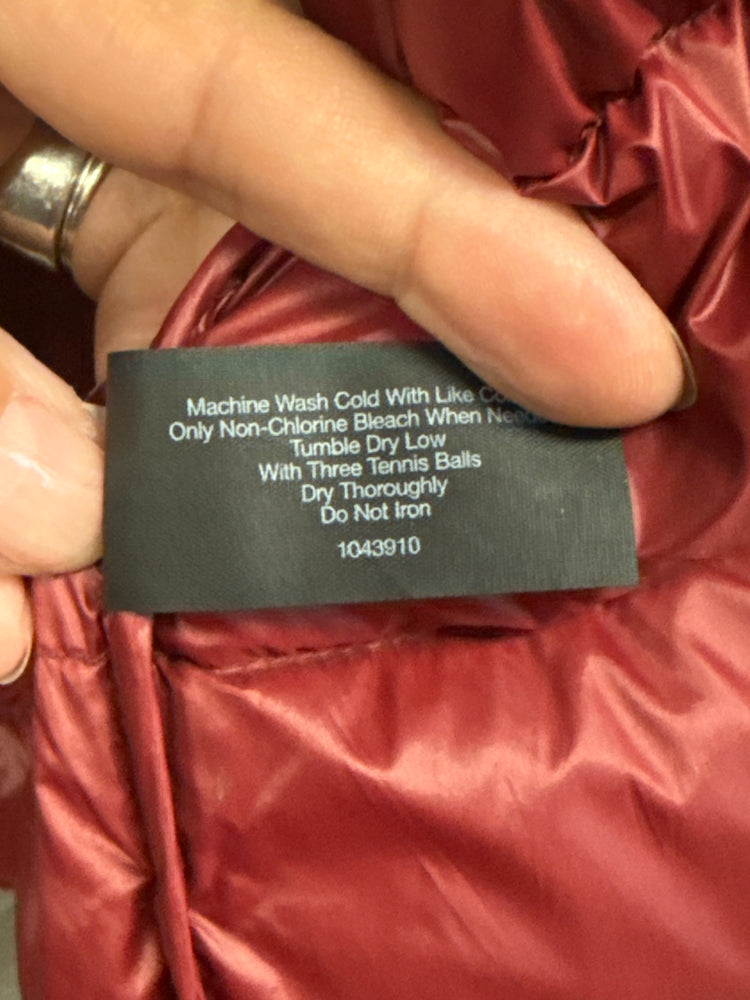 Machine Wash Cold With Like
Only Non-Chlorine Bleach When
Tumble Dry Low
With Three Tennis Balls
Dry Thoroughly
Do Not Iron
1043910